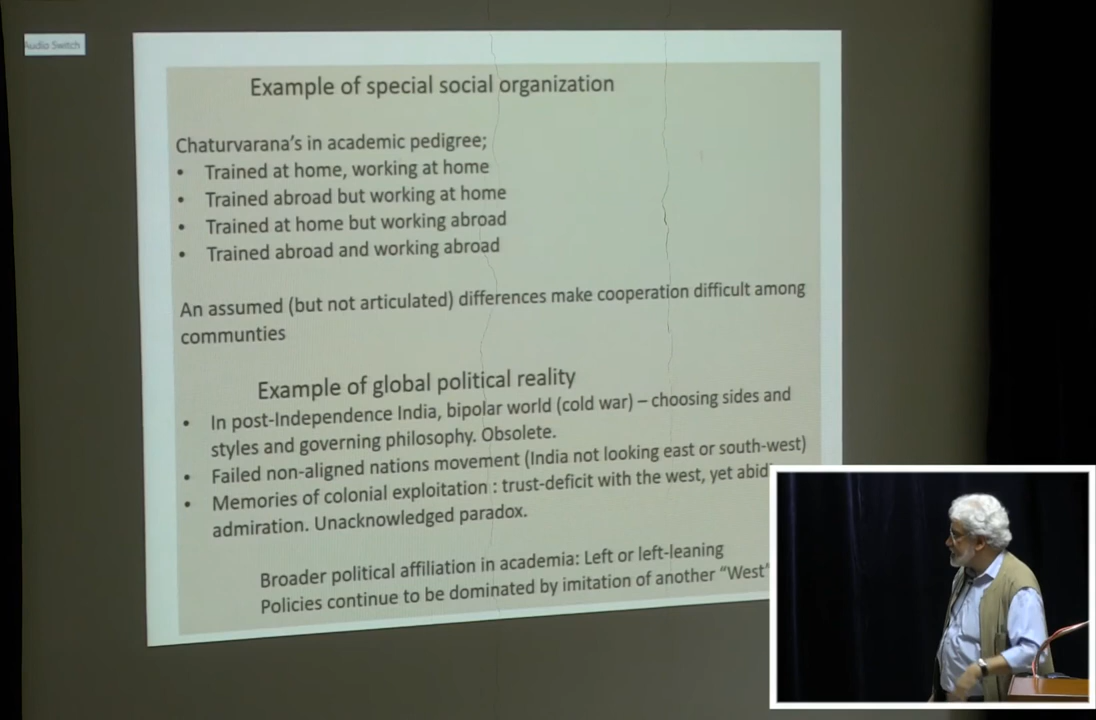 Audio Switch
Example of special social organization
Chaturvarana's in academic pedigree;
• Trained at home, working at home
• Trained abroad but working at home
• Trained at home but working abroad
• Trained abroad and working abroad
An assumed (but not articulated) differences make cooperation difficult among
communties
Example of global political reality
• In post-Independence India, bipolar world (cold war) – choosing sides and
styles and governing philosophy. Obsolete.
• Failed non-aligned nations movement (India not looking east or south-west)
• Memories of colonial exploitation : trust-deficit with the west, yet abid
admiration. Unacknowledged paradox.
Broader political affiliation in academia: Left or left-leaning
Policies continue to be dominated by imitation of another “West”